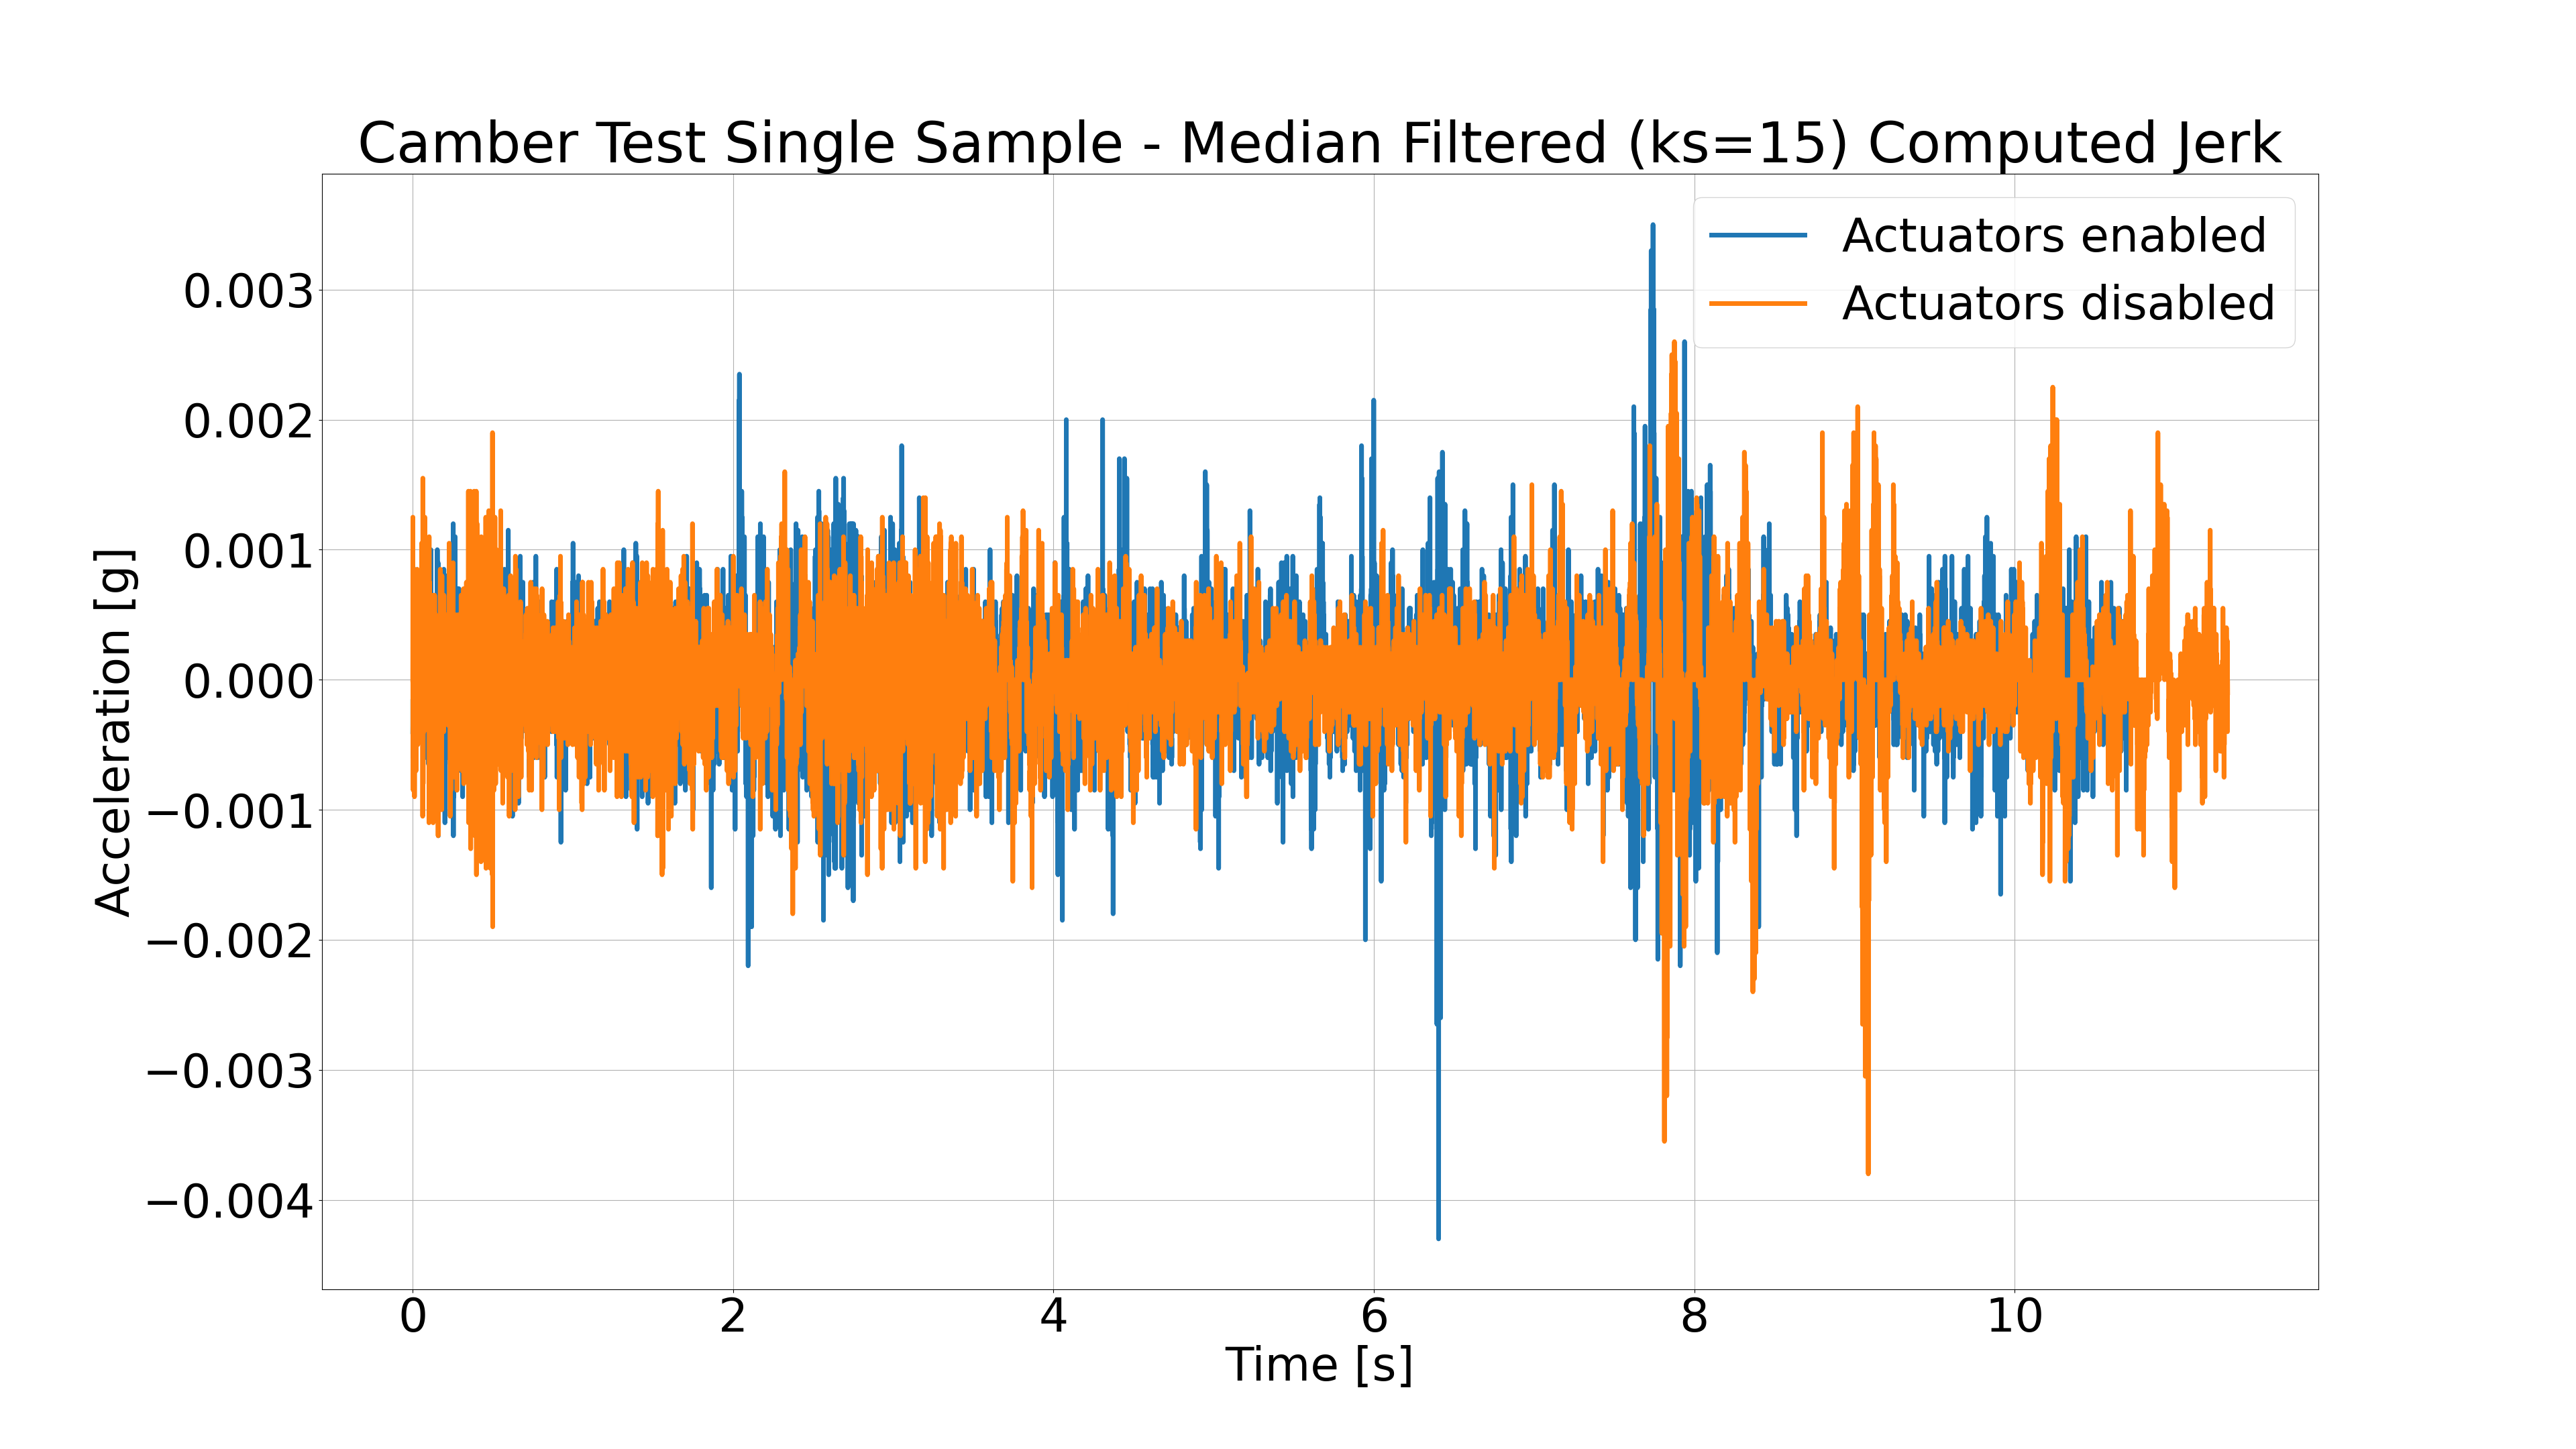 Camber Test Single Sample - Median Filtered (ks=15) Computed Jerk
Actuators enabled
Actuators disabled
Acceleration [g]
0.003
0.002
0.001
0.000
−0.001
−0.002
−0.003
−0.004
0 2 4 6 8 10
Time [s]